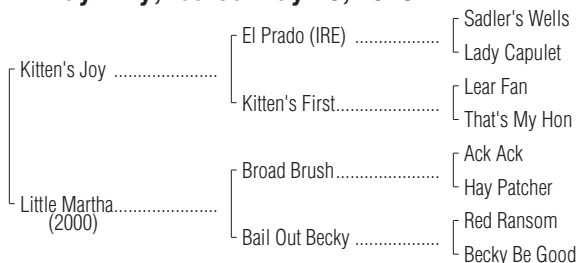 Sadler's Wells
El Prado (IRE) ....................
Lady Capulet
Kitten's Joy ......................
Lear Fan
Kitten's First......................
That's My Hon
Ack Ack
Broad Brush......................
Hay Patcher
Little Martha......................
(2000)
Red Ransom
Bail Out Becky ..................
Becky Be Good